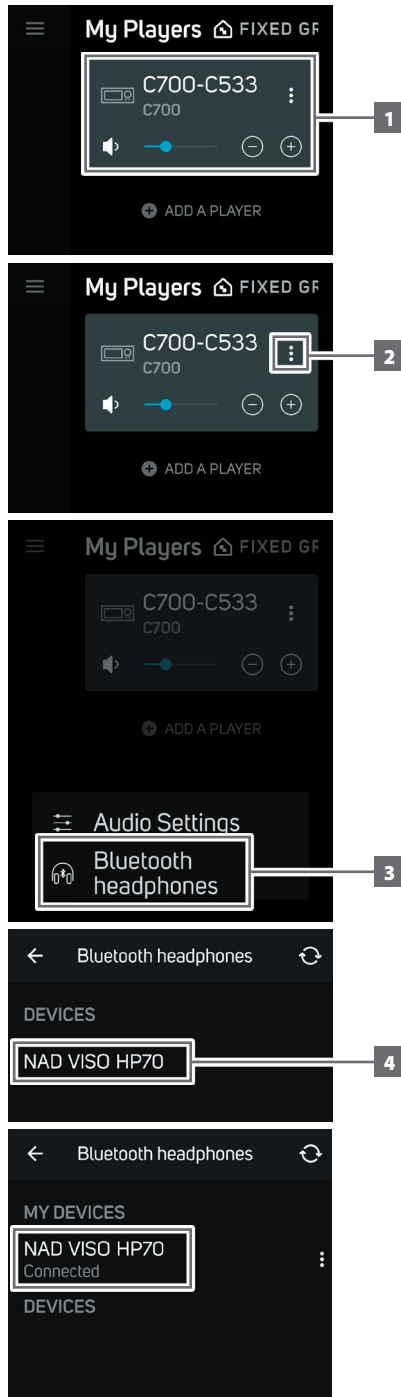 My Players FIXED GR
C700-C533
C700
1
ADD A PLAYER
My Players FIXED GR
C700-C533
2
C700
ADD A PLAYER
My Players FIXED GR
C700-C533
C700
ADD A PLAYER
Audio Settings
Bluetooth
headphones
3
Bluetooth headphones
DEVICES
NAD VISO HP70
4
Bluetooth headphones
MY DEVICES
NAD VISO HP70
Connected
DEVICES